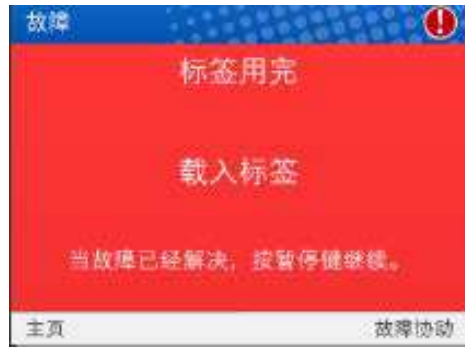 故障
标签用完
载入标签
当故障已经解决，按暂停键继续。
主页
故障协动